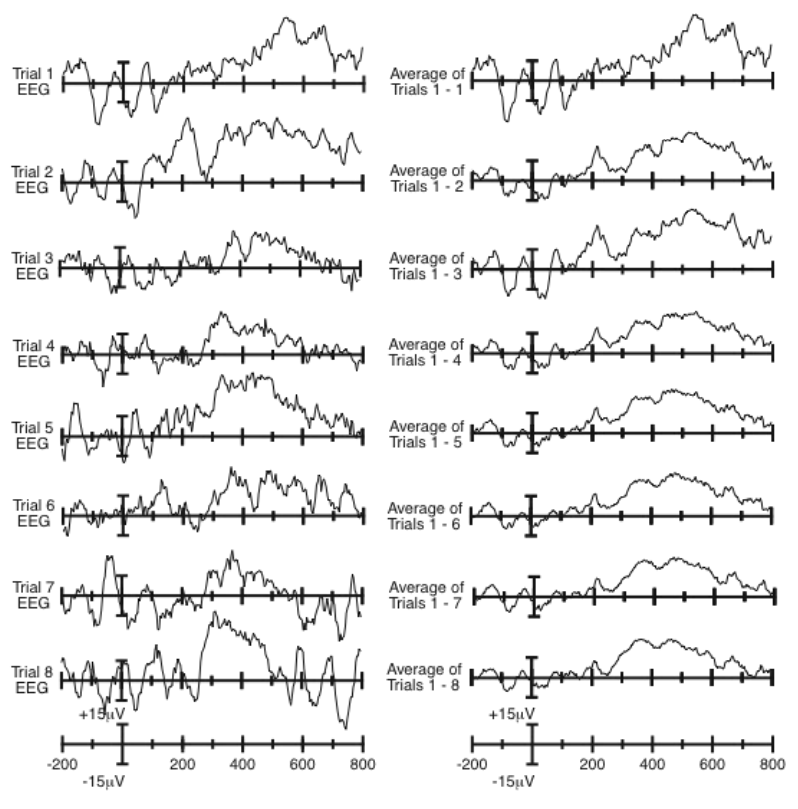 Trial 1
EEG
Average of
Trials 1 - 1
Trial 2
EEG
Average of
Trials 1 - 2
Trial 3
EEG
Average of
Trials 1 - 3
Trial 4
EEG
Average of
Trials 1 - 4
Trial 5
EEG
Average of
Trials 1 - 5
Trial 6
EEG
Average of
Trials 1 - 6
Trial 7
EEG
Average of
Trials 1 - 7
Trial 8
EEG
Average of
Trials 1 - 8
+15μV
+15μV
-200 200 400 600 800
-200 200 400 600 800
-15μV
-15μV